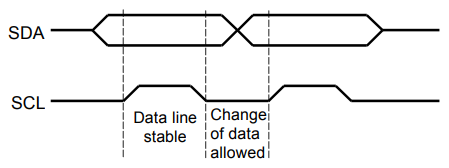 SDA
SCL
Data line
stable
Change
of data
allowed